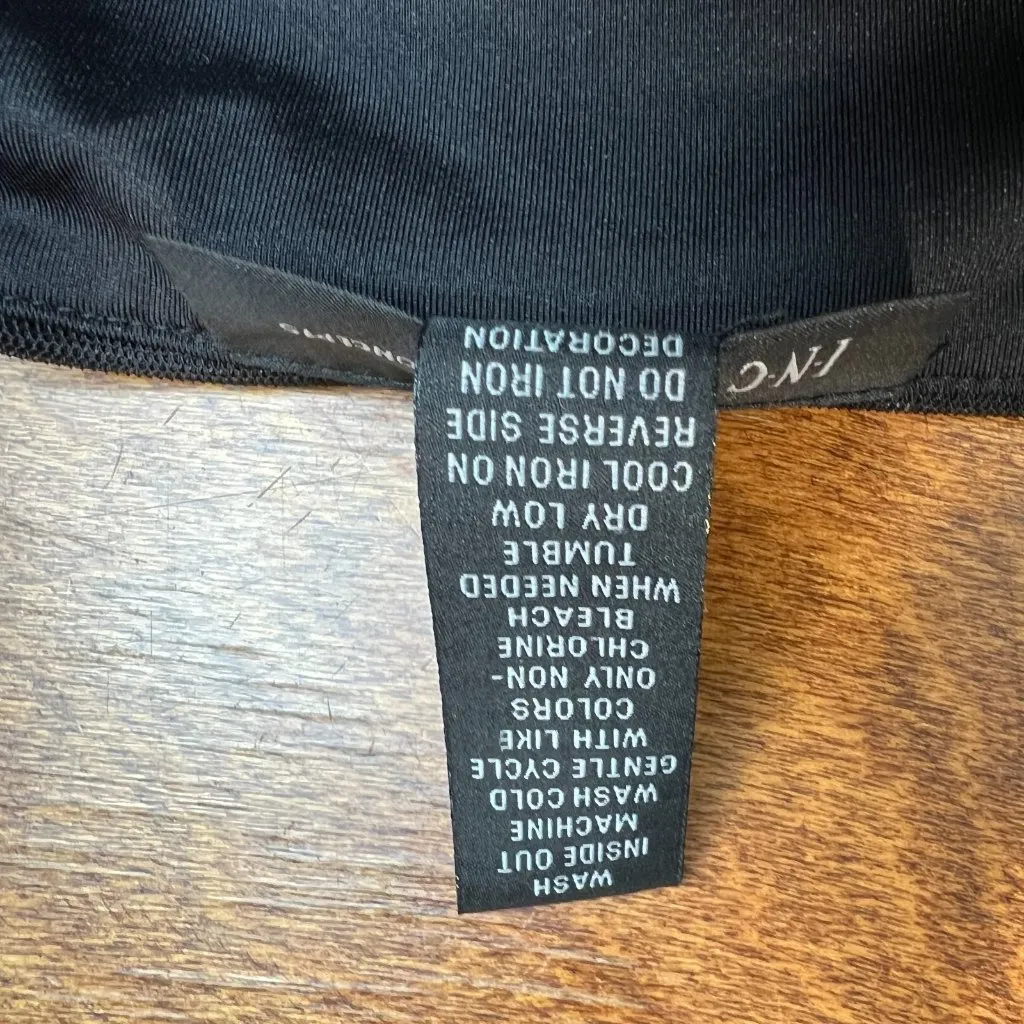 WASH
INSIDE OUT
MACHINE
WASH COLD
GENTLE CYCLE
WITH LIKE
COLORS
ONLY NON-
CHLORINE
BLEACH
WHEN NEEDED
TUMBLE
DRY LOW
COOL IRON ON
REVERSE SIDE
DO NOT IRON
DECORATION
I·N·C